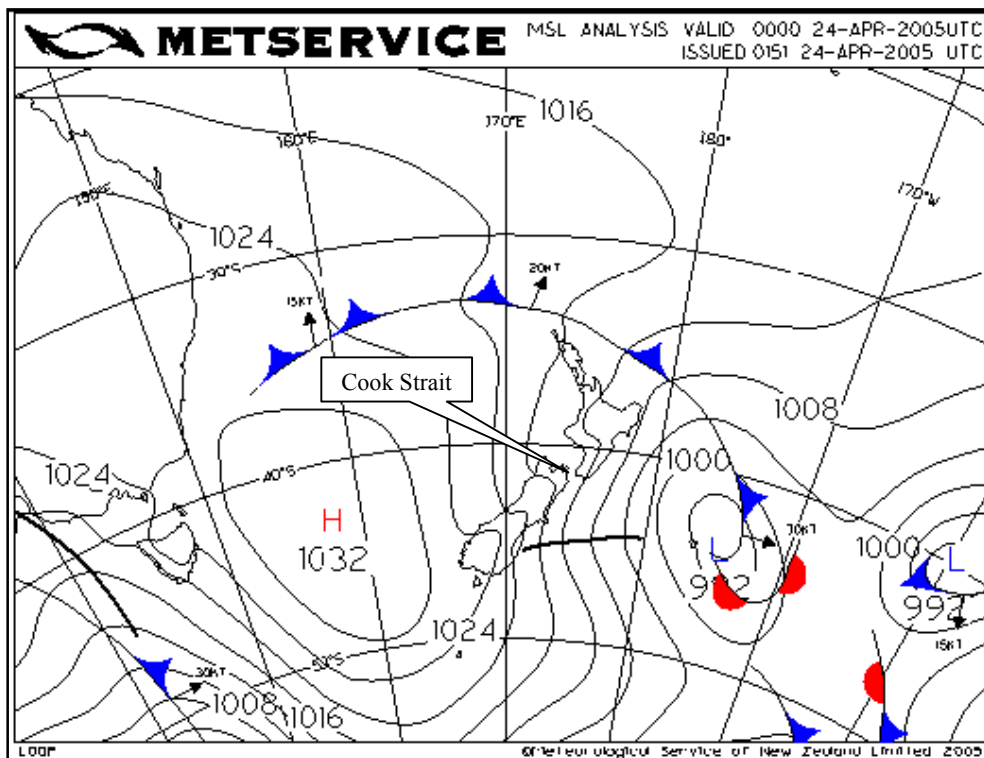 METSERVICE
MSL ANALYSIS VALID 0000 24-APR-2005UTC
ISSUED 0151 24-APR-2005 UTC
1016
160°E
170°E
180°
170°W
1024
30°S
15KT
20KT
Cook Strait
1008
1024
40°S
1000
H
1032
L
10KT
1000
L
992
1024
50°S
15KT
30KT
1008
1016
©Meteorological Service of New Zealand Limited 2005